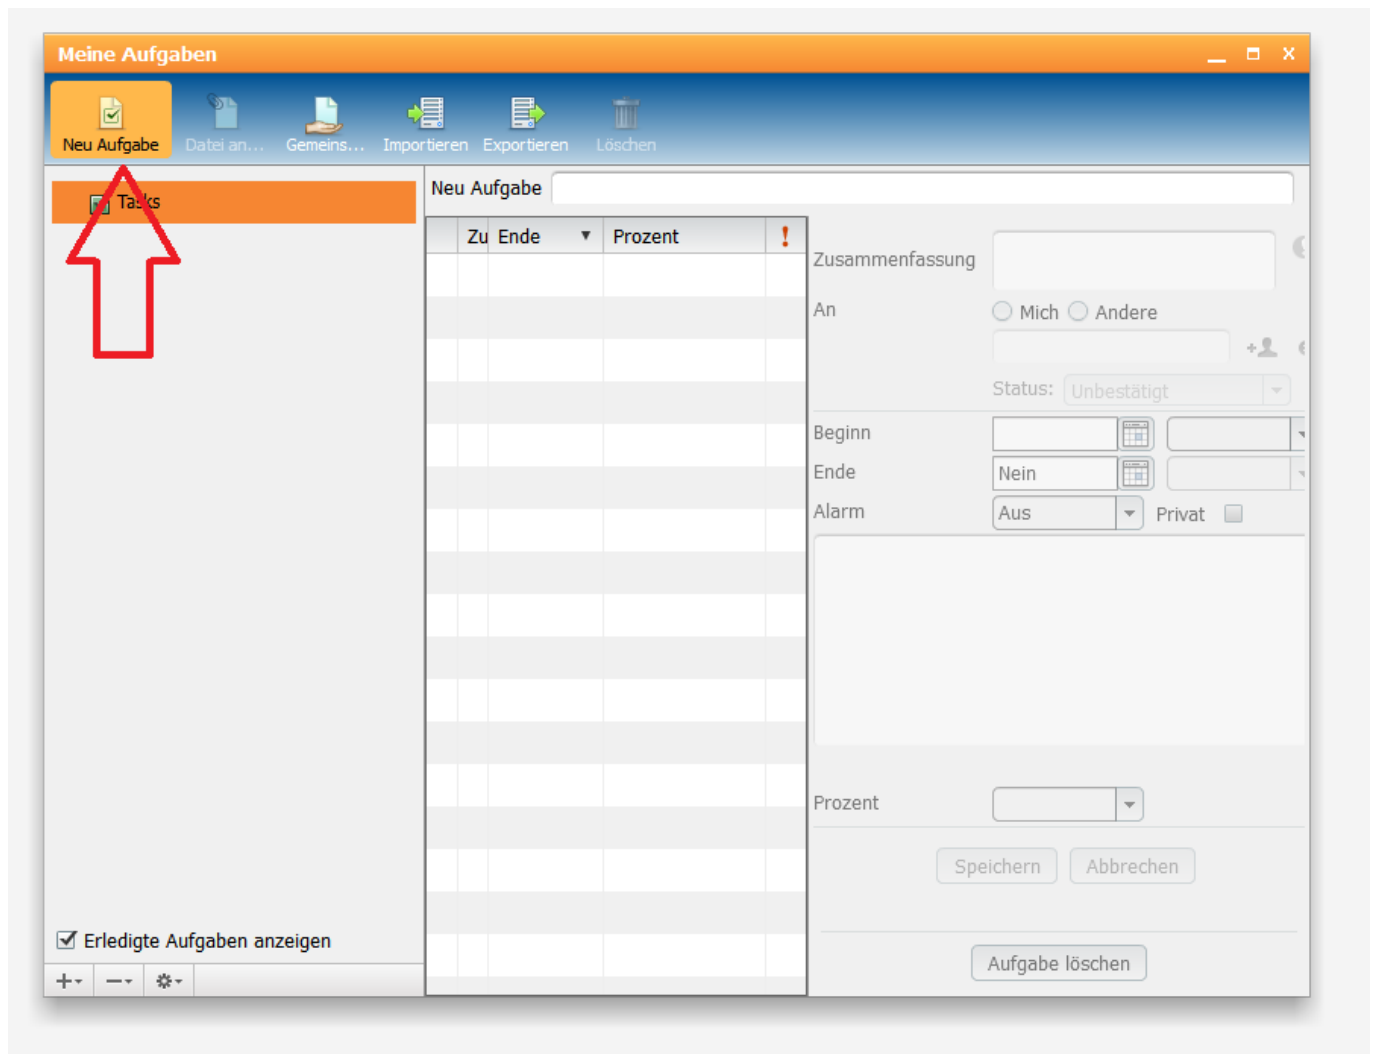 Meine Aufgaben
Neu Aufgabe Datei an... Gemeins... Importieren Exportieren Löschen
Tasks
Neu Aufgabe
Zu Ende Prozent
Zusammenfassung
An Mich Andere
Status: Unbestätigt
Beginn
Ende Nein
Alarm Aus Privat
Prozent
Speichern Abbrechen
Erledigte Aufgaben anzeigen
Aufgabe löschen